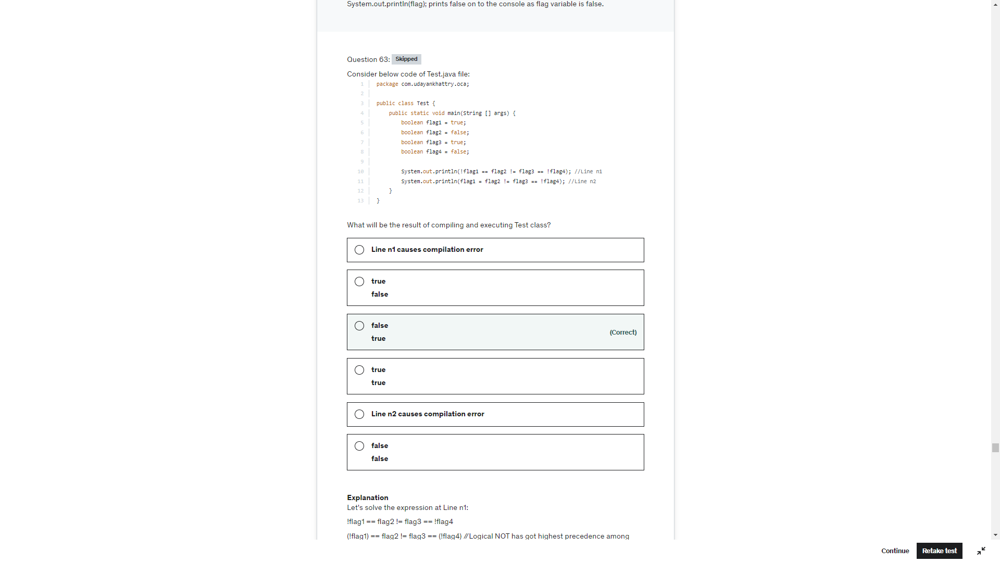 System.out.println(flag); prints false on to the console as flag variable is false.
Question 63: Skipped
Consider below code of Test.java file:
1 package com.udayankhattry.oca;
2
3 public class Test {
4 public static void main(String [] args) {
5 boolean flag1 = true;
6 boolean flag2 = false;
7 boolean flag3 = true;
8 boolean flag4 = false;
9
10 System.out.println(!flag1 == flag2 != flag3 == !flag4); //Line n1
11 System.out.println(flag1 = flag2 != flag3 == !flag4); //Line n2
12 }
13 }
What will be the result of compiling and executing Test class?
Line n1 causes compilation error
true
false
false
true
(Correct)
true
true
Line n2 causes compilation error
false
false
Explanation
Let's solve the expression at Line n1:
!flag1 == flag2 != flag3 == !flag4
(!flag1) == flag2 != flag3 == (!flag4) //Logical NOT has got highest precedence among
Continue Retake test